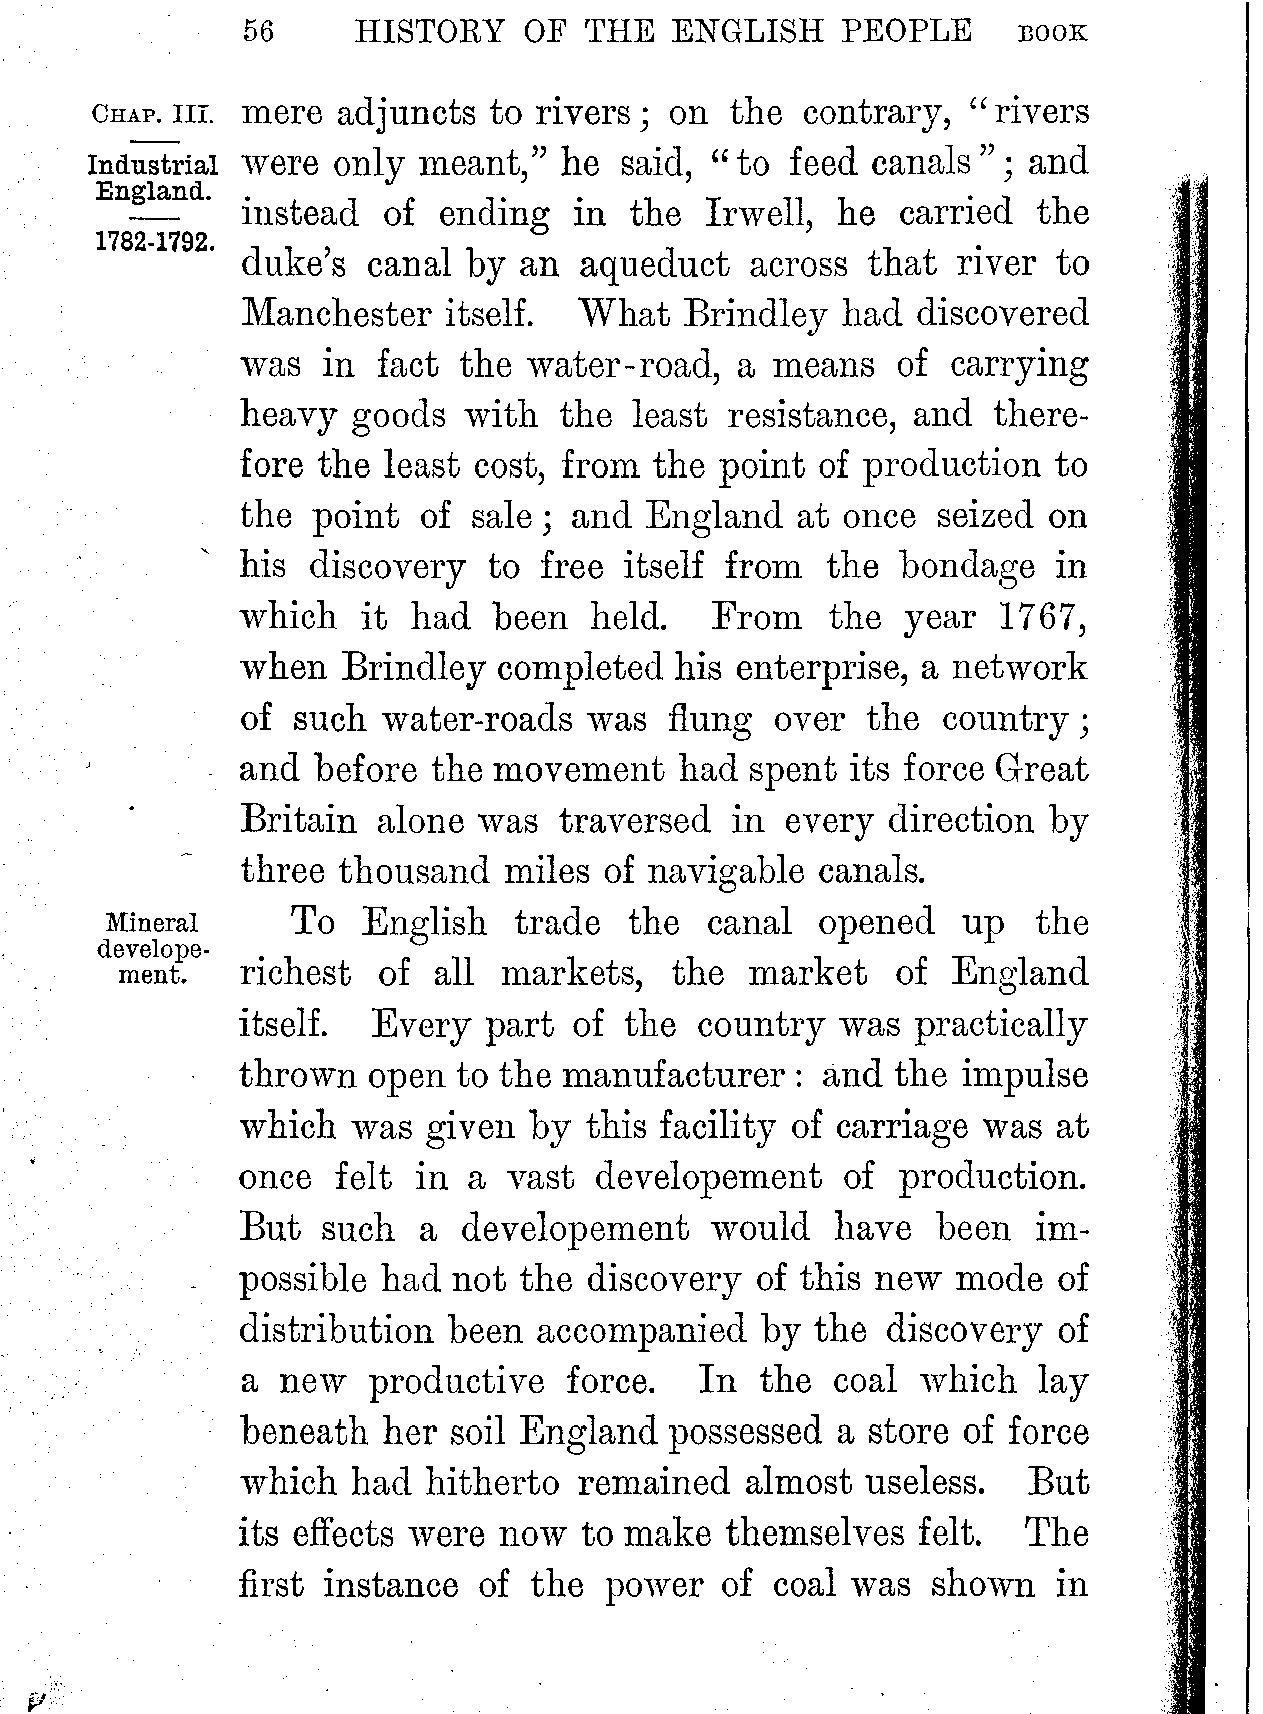 56 HISTORY OF THE ENGLISH PEOPLE BOOK
CHAP. III.
Industrial
England.
1782-1792.
mere adjuncts to rivers; on the contrary, “rivers
were only meant,” he said, “to feed canals”; and
instead of ending in the Irwell, he carried the
duke’s canal by an aqueduct across that river to
Manchester itself. What Brindley had discovered
was in fact the water-road, a means of carrying
heavy goods with the least resistance, and there-
fore the least cost, from the point of production to
the point of sale; and England at once seized on
his discovery to free itself from the bondage in
which it had been held. From the year 1767,
when Brindley completed his enterprise, a network
of such water-roads was flung over the country;
and before the movement had spent its force Great
Britain alone was traversed in every direction by
three thousand miles of navigable canals.
Mineral
develope-
ment.
To English trade the canal opened up the
richest of all markets, the market of England
itself. Every part of the country was practically
thrown open to the manufacturer: and the impulse
which was given by this facility of carriage was at
once felt in a vast developement of production.
But such a developement would have been im-
possible had not the discovery of this new mode of
distribution been accompanied by the discovery of
a new productive force. In the coal which lay
beneath her soil England possessed a store of force
which had hitherto remained almost useless. But
its effects were now to make themselves felt. The
first instance of the power of coal was shown in